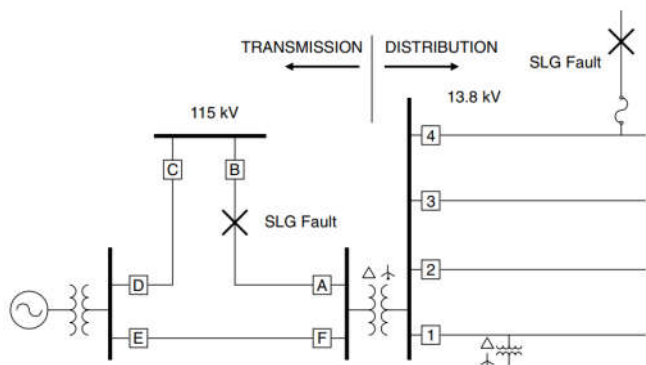 TRANSMISSION
DISTRIBUTION
SLG Fault
115 kV
13.8 kV
4
C
B
3
SLG Fault
2
D
A
E
F
1